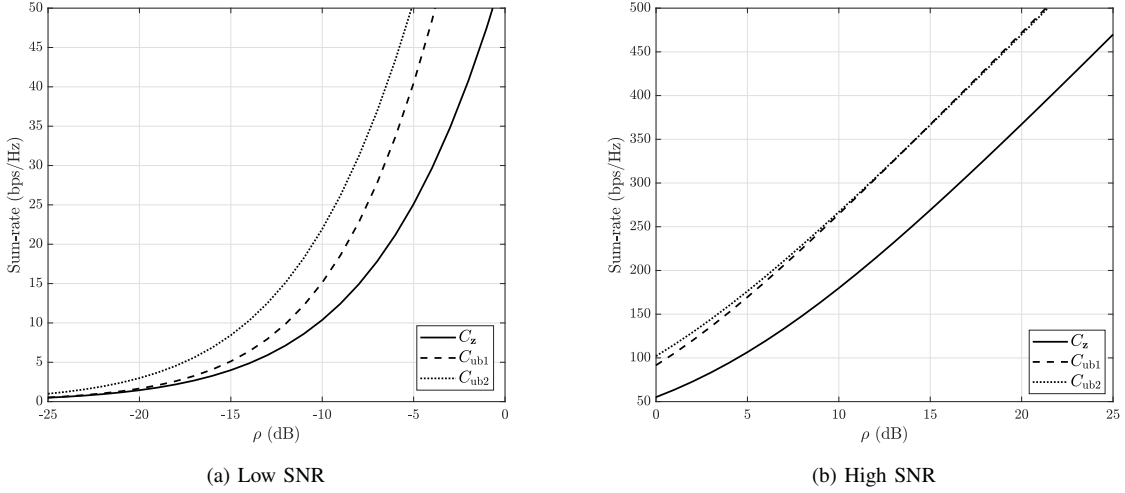 50
45
40
35
30
25
20
15
10
5
0
Sum-rate (bps/Hz)
-25 -20 -15 -10 -5 0
ρ (dB)
C_z
C_ub1
C_ub2
(a) Low SNR
500
450
400
350
300
250
200
150
100
50
Sum-rate (bps/Hz)
0 5 10 15 20 25
ρ (dB)
C_z
C_ub1
C_ub2
(b) High SNR